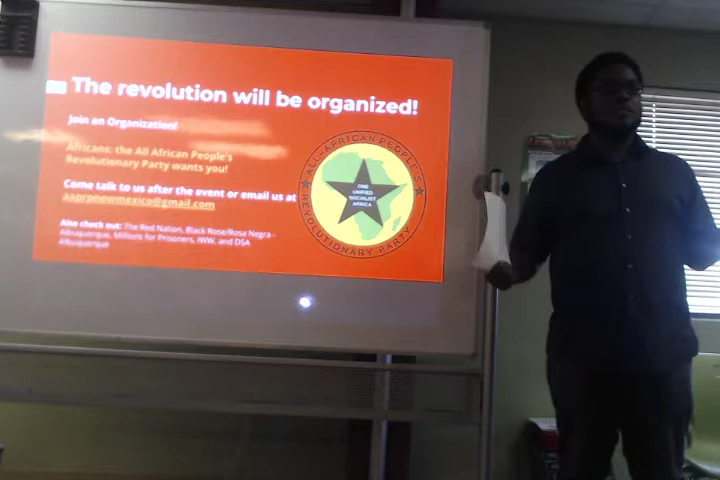 The revolution will be organized!
Join an Organization!
Africans: the All African People's
Revolutionary Party wants you!
Come talk to us after the event or email us at
aaprpnewmexico@gmail.com
Also check out: The Red Nation, Black Rose/Rosa Negra -
Albuquerque, Millions for Prisoners, IWW, and DSA
Albuquerque
ALL-AFRICAN PEOPLE'S
REVOLUTIONARY PARTY
ONE
UNIFIED
SOCIALIST
AFRICA